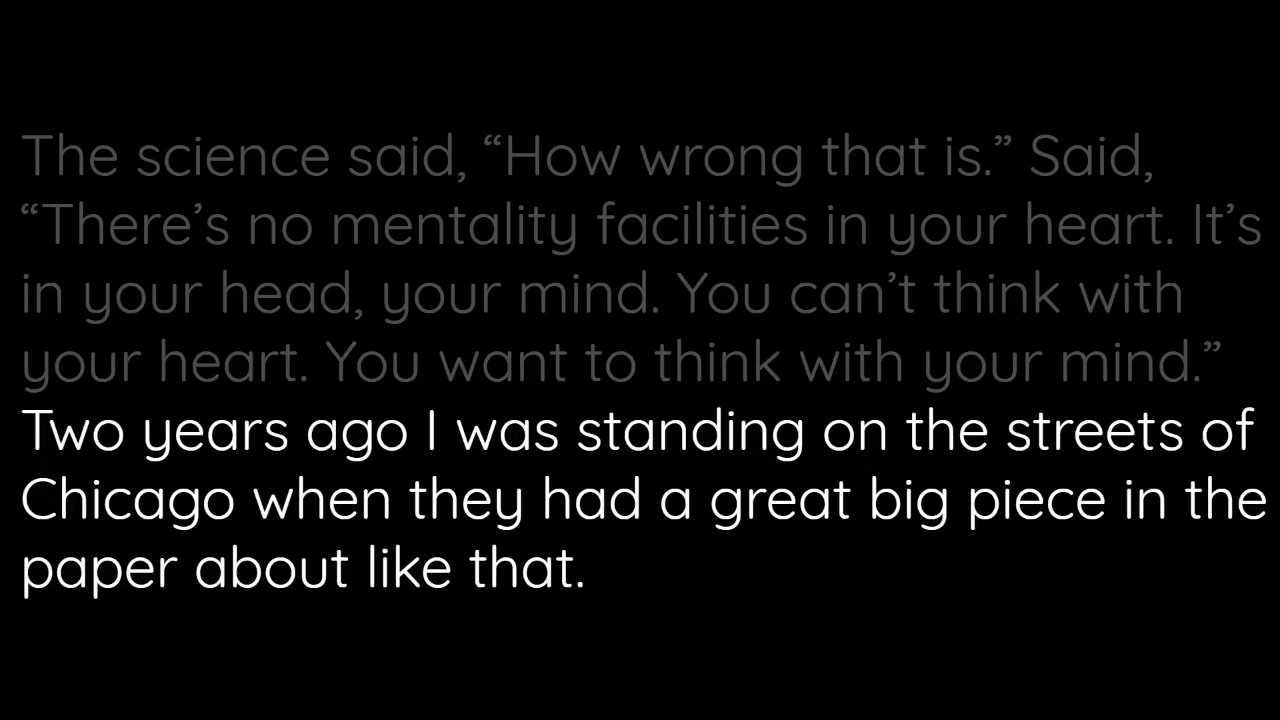 The science said, “How wrong that is.” Said,
“There’s no mentality facilities in your heart. It’s
in your head, your mind. You can’t think with
your heart. You want to think with your mind.”
Two years ago I was standing on the streets of
Chicago when they had a great big piece in the
paper about like that.